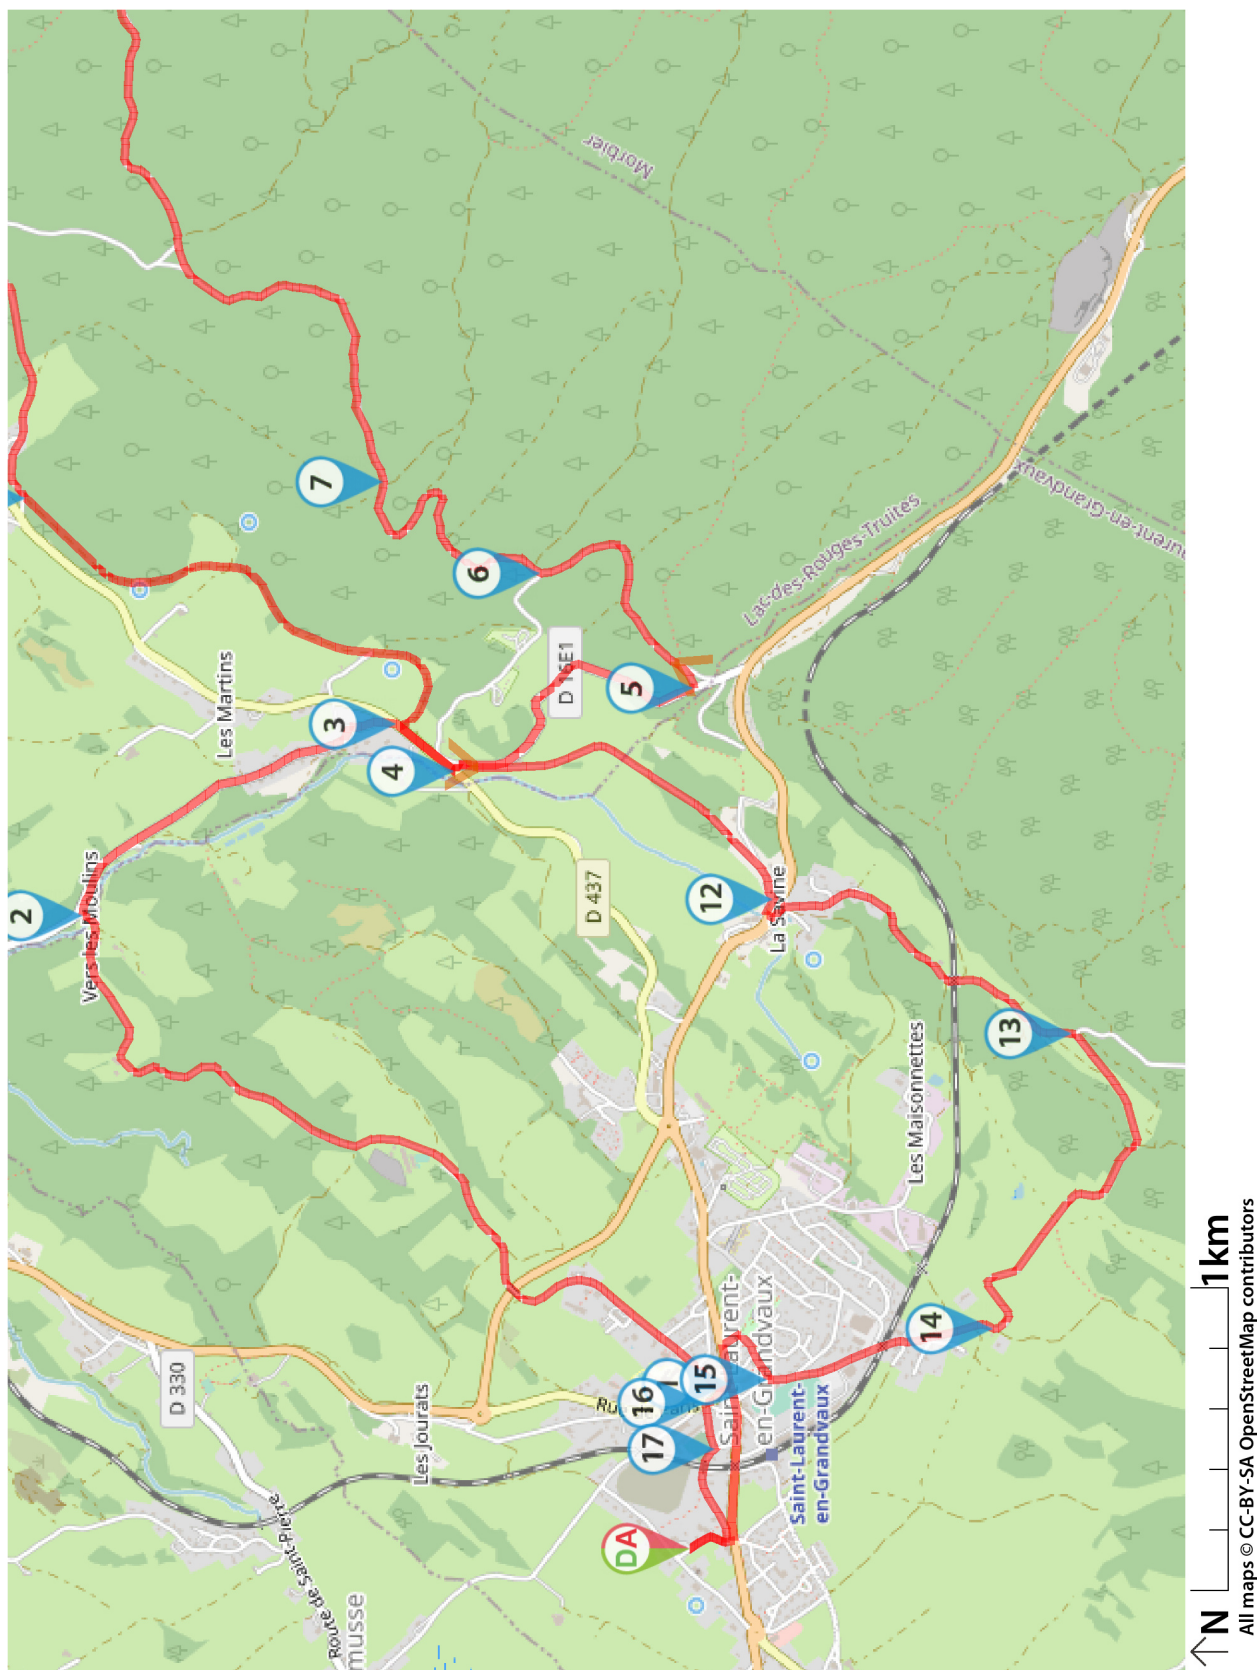 Morbier
7
6
Lac-des-Rouges-Truites
urent-en-Grandvaux
D 16E1
5
Les Martins
3
4
2
Vers les Moulins
D 437
12
La Savine
13
Les Maisonnettes
14
D 330
Les Jourats
16
15
17
Saint-Laurent-
en-Grandvaux
Saint-Laurent-
en-Grandvaux
DA
Route de Saint-Pierre
musse
N
1km
All maps © CC-BY-SA OpenStreetMap contributors